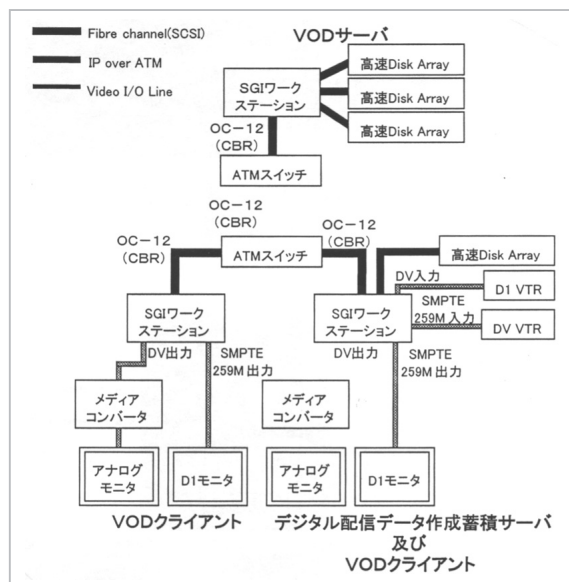 Fibre channel(SCSI)
IP over ATM
Video I/O Line
VODサーバ
SGIワーク
ステーション
高速Disk Array
高速Disk Array
高速Disk Array
OC－12
(CBR)
ATMスイッチ
OC－12
(CBR)
OC－12
(CBR)
ATMスイッチ
OC－12
(CBR)
高速Disk Array
DV入力
D1 VTR
SMPTE
259M 入力
DV VTR
SGIワーク
ステーション
DV出力
SMPTE
259M 出力
SGIワーク
ステーション
DV出力
SMPTE
259M 出力
メディア
コンバータ
メディア
コンバータ
アナログ
モニタ
D1モニタ
アナログ
モニタ
D1モニタ
VODクライアント
デジタル配信データ作成蓄積サーバ
及び
VODクライアント